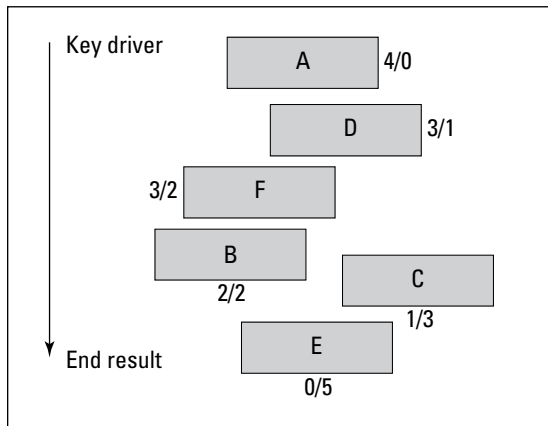 Key driver
A
4/0
D
3/1
3/2
F
B
2/2
C
1/3
E
End result
0/5